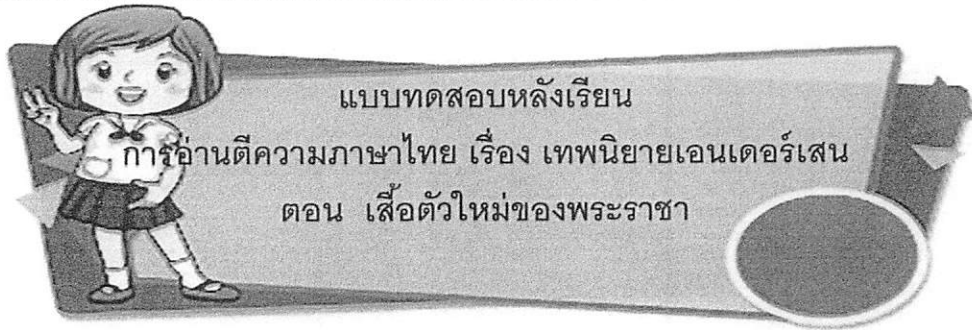 แบบทดสอบหลังเรียน
การอ่านตีความภาษาไทย เรื่อง เทพนิยายเอนเดอร์เสน
ตอน เสื้อตัวใหม่ของพระราชา